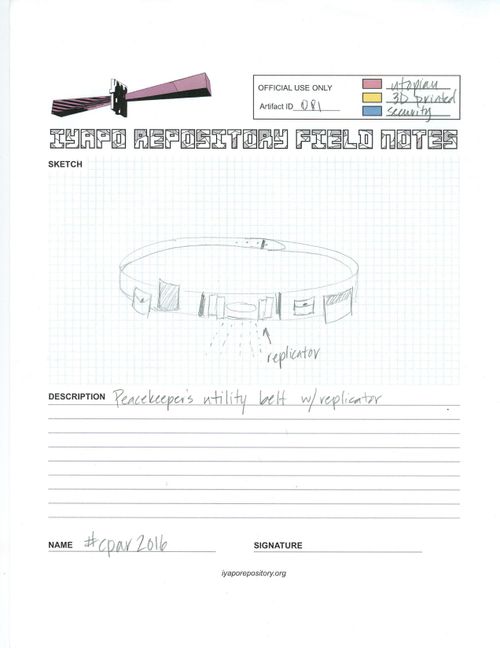 OFFICIAL USE ONLY
Artifact ID 081
utopian
3D printed
security
IYAPO REPOSITORY FIELD NOTES
SKETCH
replicator
DESCRIPTION Peacekeeper's utility belt w/replicator
NAME #cpar2016 SIGNATURE
iyaporepository.org